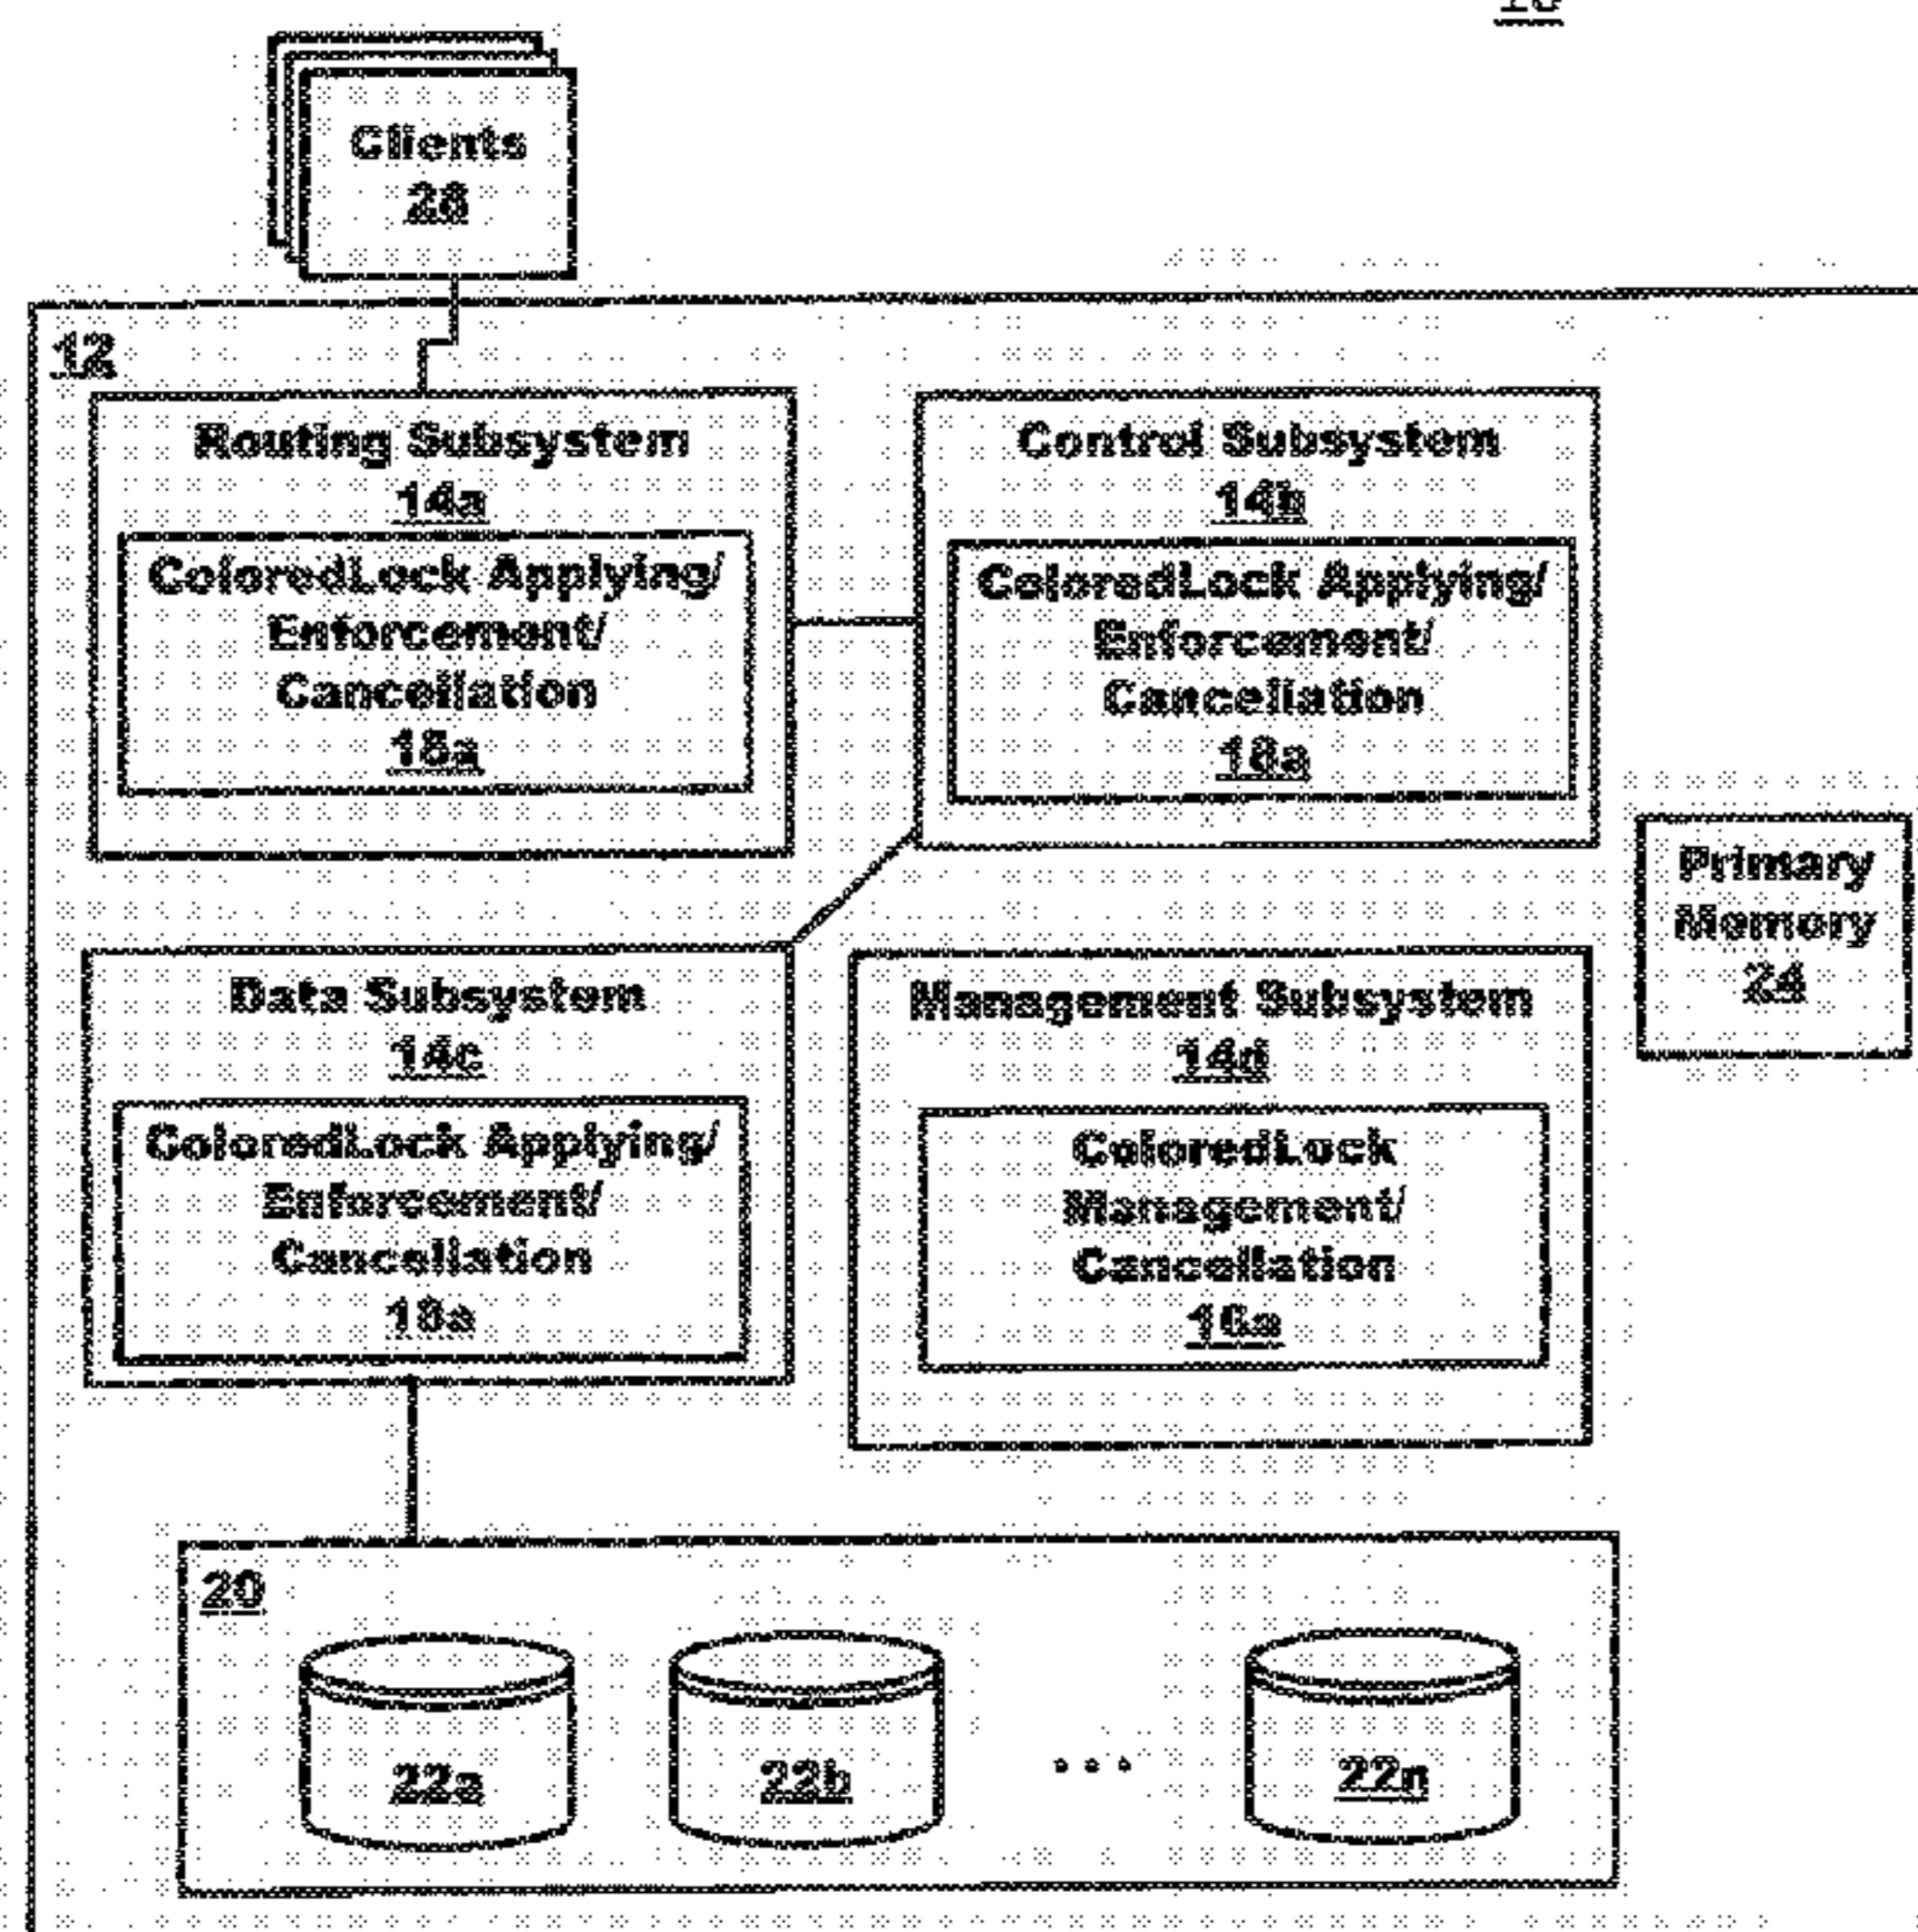 Clients
28
12
Routing Subsystem
14a
ColoredLock Applying/
Enforcement/
Cancellation
18a
Control Subsystem
14b
ColoredLock Applying/
Enforcement/
Cancellation
18a
Primary
Memory
24
Data Subsystem
14c
ColoredLock Applying/
Enforcement/
Cancellation
18a
Management Subsystem
14d
ColoredLock
Management/
Cancellation
16a
20
22a
22b
...
22n